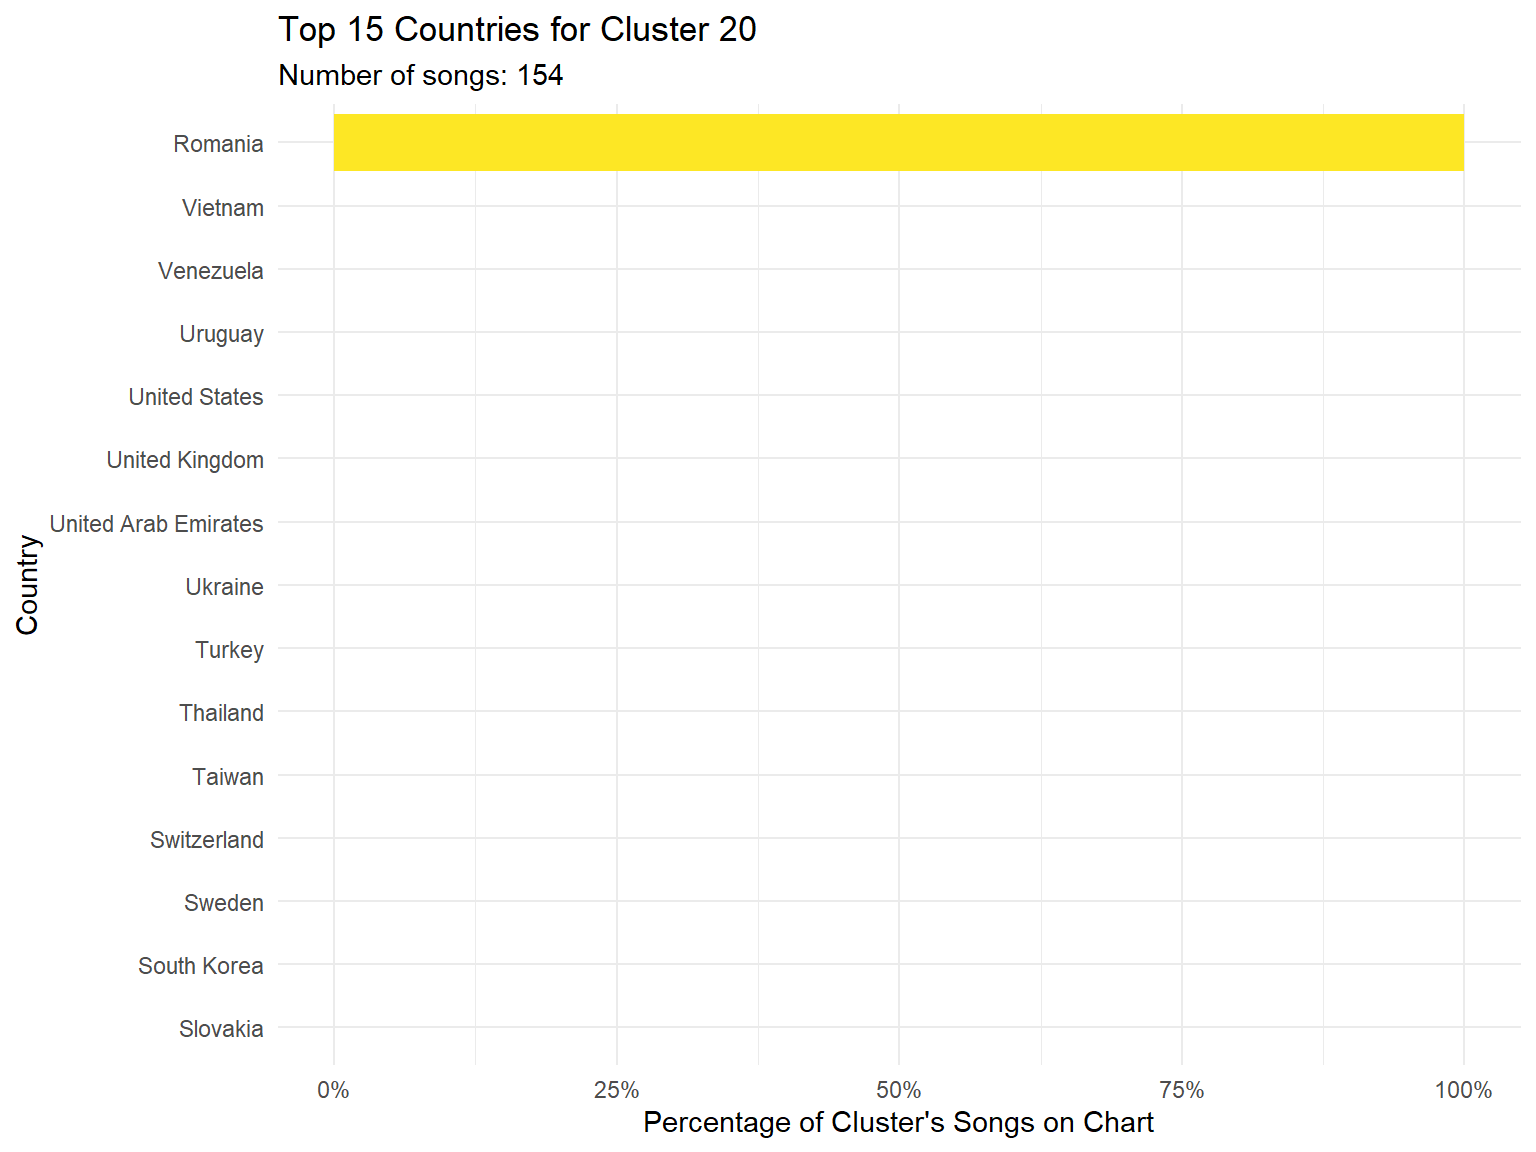 Top 15 Countries for Cluster 20
Number of songs: 154
Country
Romania
Vietnam
Venezuela
Uruguay
United States
United Kingdom
United Arab Emirates
Ukraine
Turkey
Thailand
Taiwan
Switzerland
Sweden
South Korea
Slovakia
0% 25% 50% 75% 100%
Percentage of Cluster's Songs on Chart